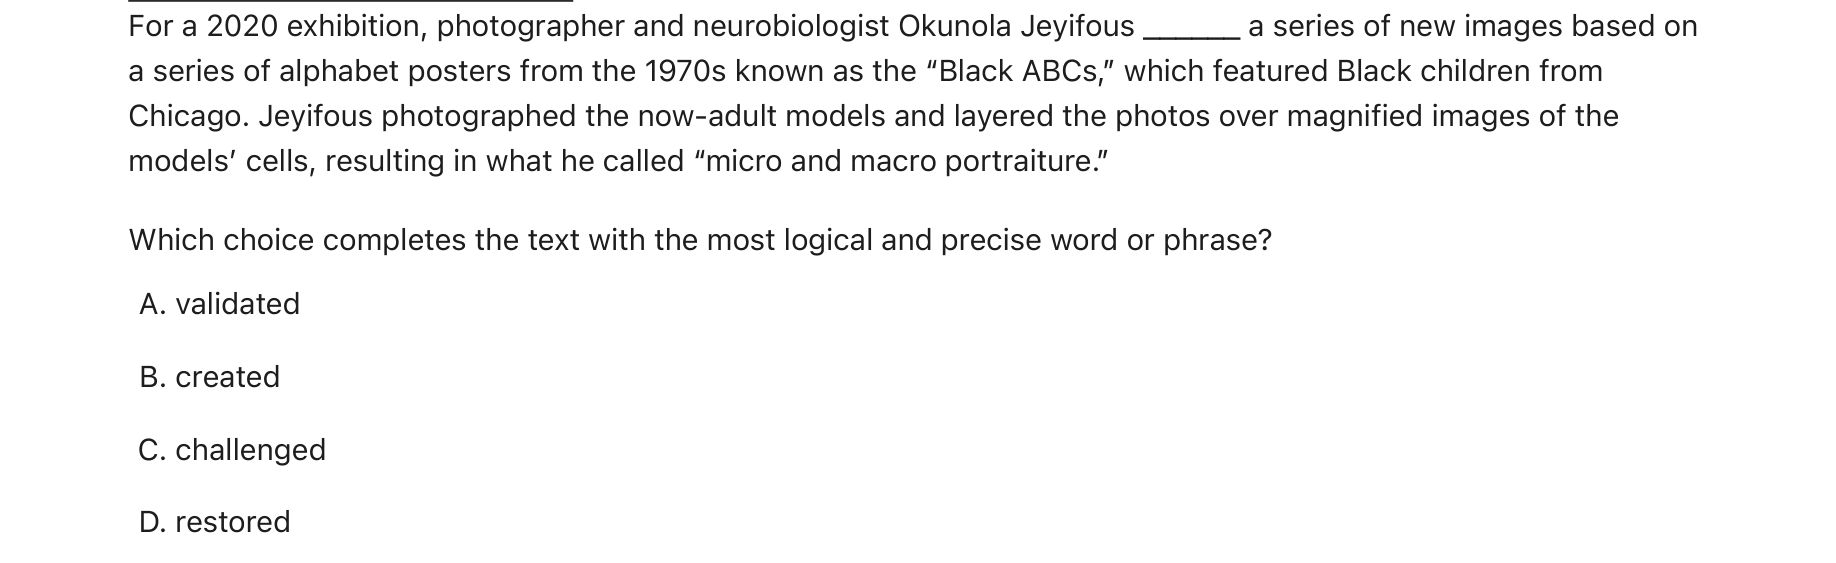 For a 2020 exhibition, photographer and neurobiologist Okunola Jeyifous ______ a series of new images based on
a series of alphabet posters from the 1970s known as the “Black ABCs,” which featured Black children from
Chicago. Jeyifous photographed the now-adult models and layered the photos over magnified images of the
models’ cells, resulting in what he called “micro and macro portraiture.”
Which choice completes the text with the most logical and precise word or phrase?
A. validated
B. created
C. challenged
D. restored